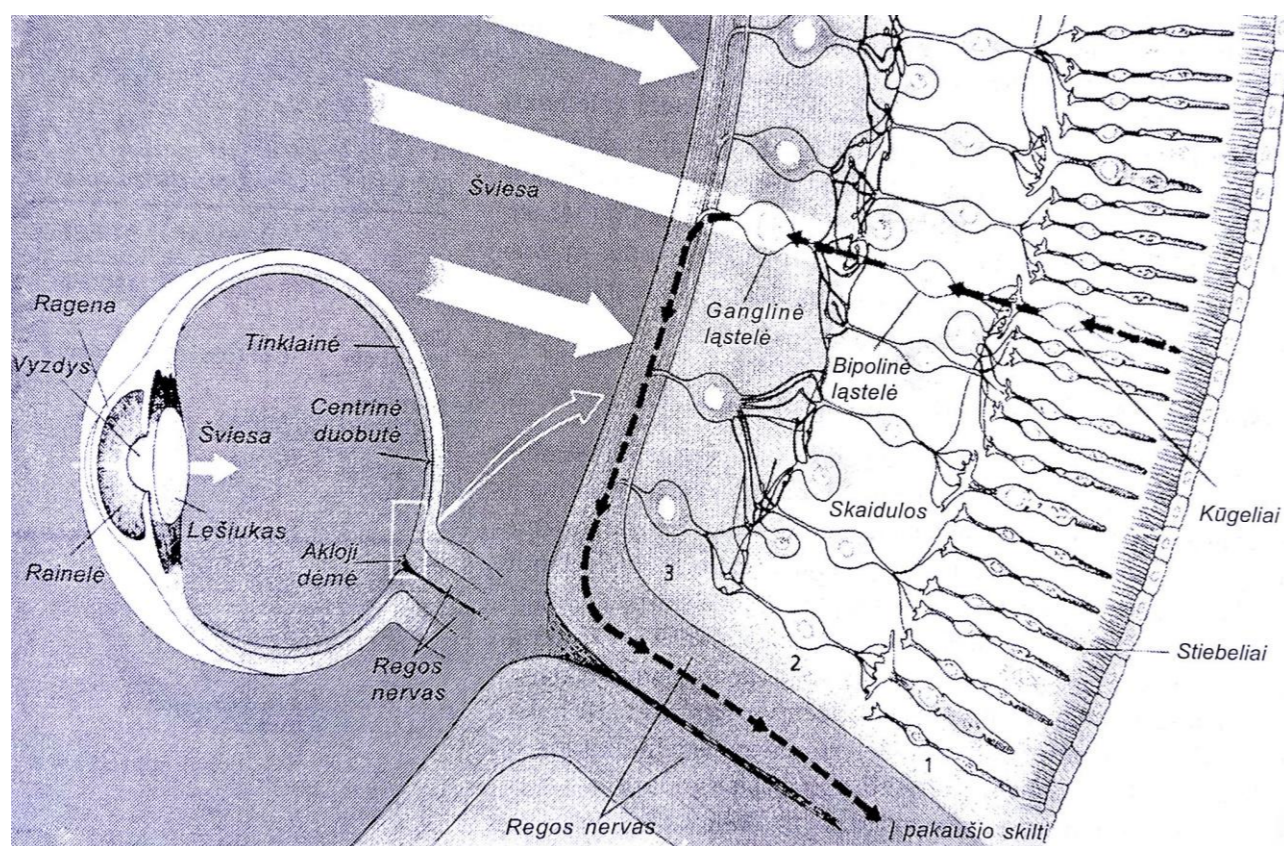 Šviesa
Ragena
Vyzdys
Tinklainė
Centrinė
duobutė
Šviesa
Lęšiukas
Rainelė
Akloji
dėmė
Regos
nervas
Ganglinė
ląstelė
Bipolinė
ląstelė
Skaidulos
Kūgeliai
Stiebeliai
3
2
1
Regos nervas
Į pakaušio skiltį